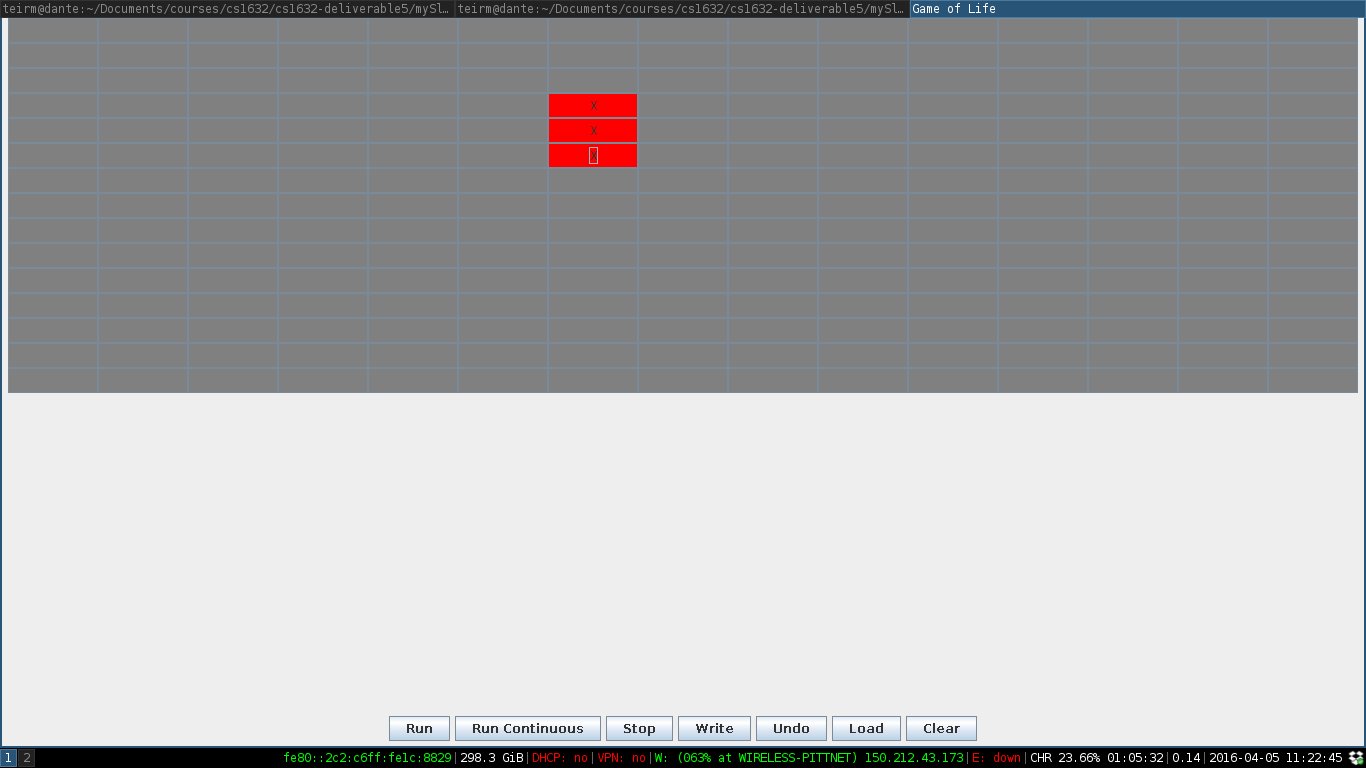 teirm@dante:~/Documents/courses/cs1632/cs1632-deliverable5/mySl… teirm@dante:~/Documents/courses/cs1632/cs1632-deliverable5/mySl… Game of Life
X
X
X
Run Run Continuous Stop Write Undo Load Clear
1 2 fe80::2c2:c6ff:fe1c:8829|298.3 GiB|DHCP: no|VPN: no|W: (063% at WIRELESS-PITTNET) 150.212.43.173|E: down|CHR 23.66% 01:05:32|0.14|2016-04-05 11:22:45